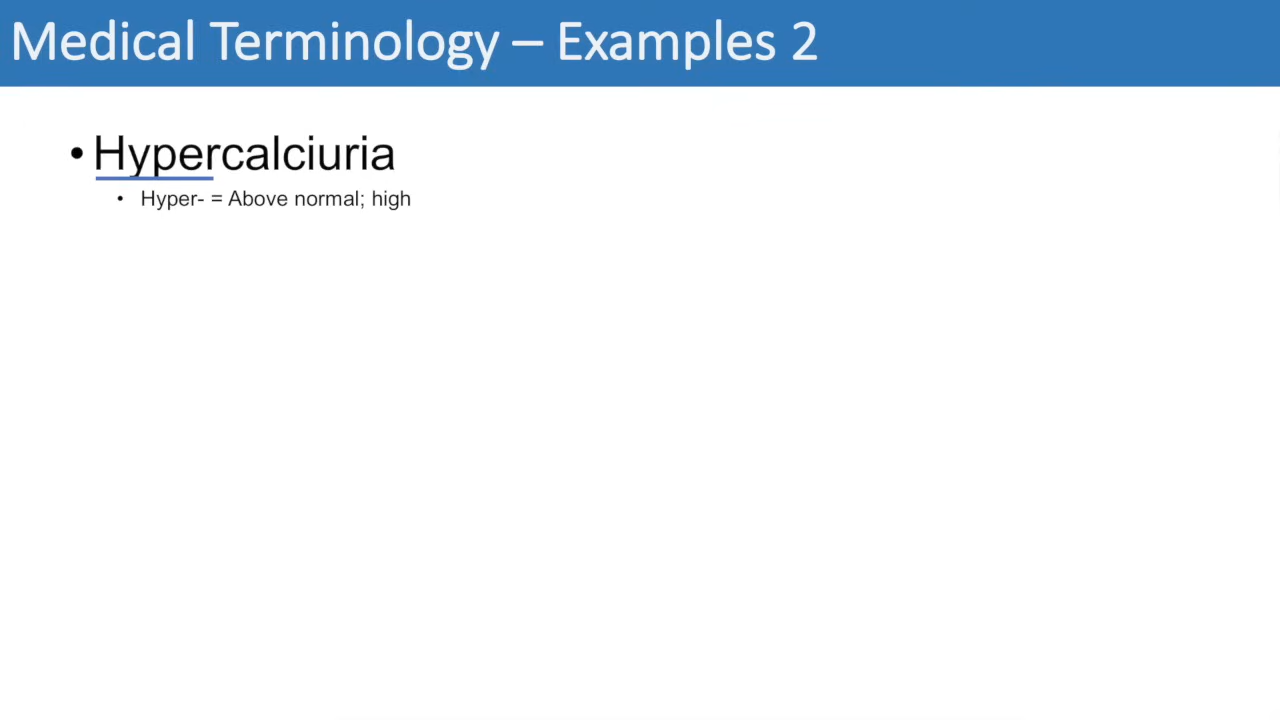 Medical Terminology – Examples 2
• Hypercalciuria
• Hyper- = Above normal; high